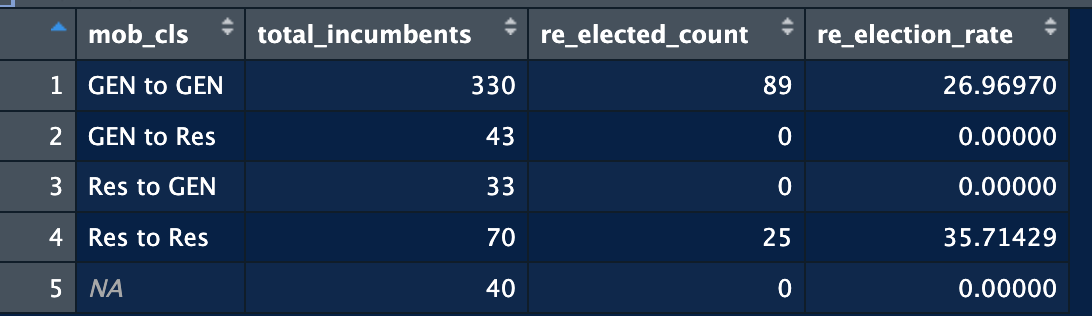 mob_cls total_incumbents re_elected_count re_election_rate
1 GEN to GEN 330 89 26.96970
2 GEN to Res 43 0 0.00000
3 Res to GEN 33 0 0.00000
4 Res to Res 70 25 35.71429
5 NA 40 0 0.00000